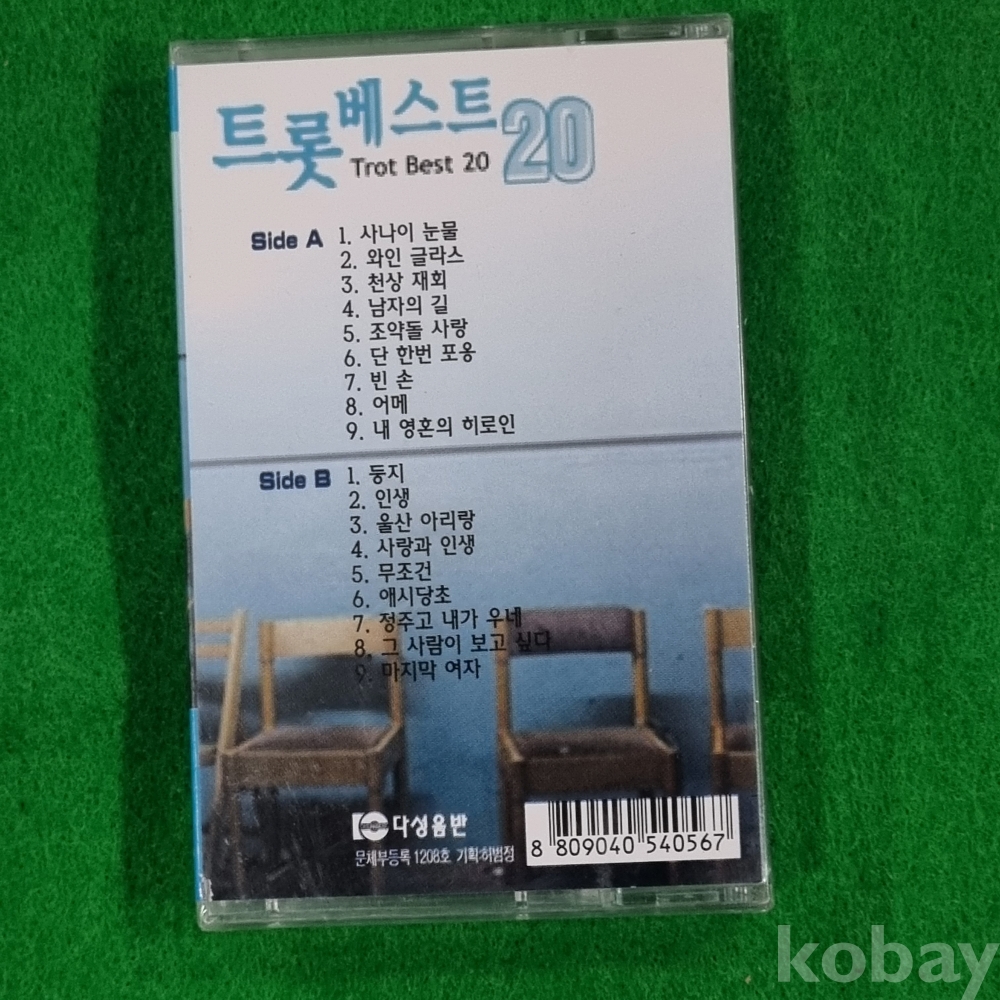 트롯베스트 20
Trot Best 20
Side A
1. 사나이 눈물
2. 와인 글라스
3. 천상 재회
4. 남자의 길
5. 조약돌 사랑
6. 단 한번 포옹
7. 빈 손
8. 어메
9. 내 영혼의 히로인
Side B
1. 둥지
2. 인생
3. 울산 아리랑
4. 사랑과 인생
5. 무조건
6. 애시당초
7. 정주고 내가 우네
8. 그 사람이 보고 싶다
9. 마지막 여자
다성음반
문체부등록 1208호 기획:허범정
8 809040 540567
kobay